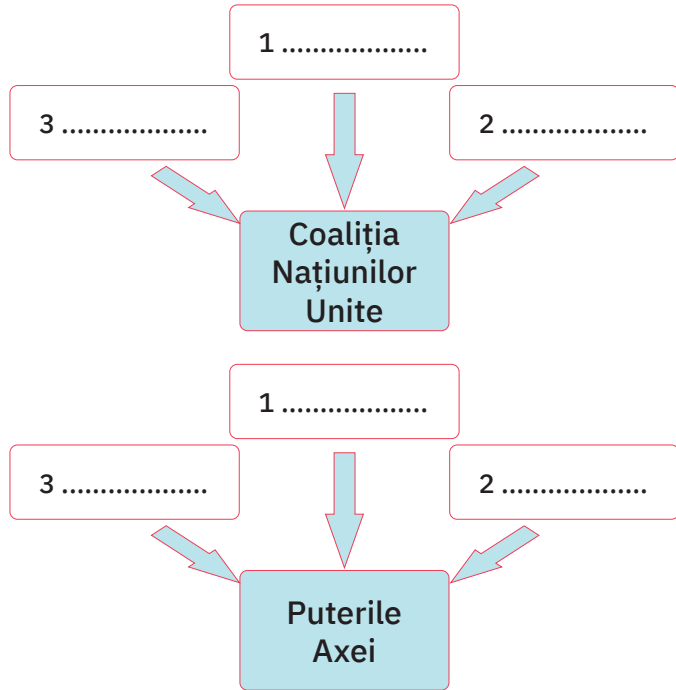 1 ...................
3 ...................
2 ...................
Coaliția
Națiunilor
Unite
1 ...................
3 ...................
2 ...................
Puterile
Axei